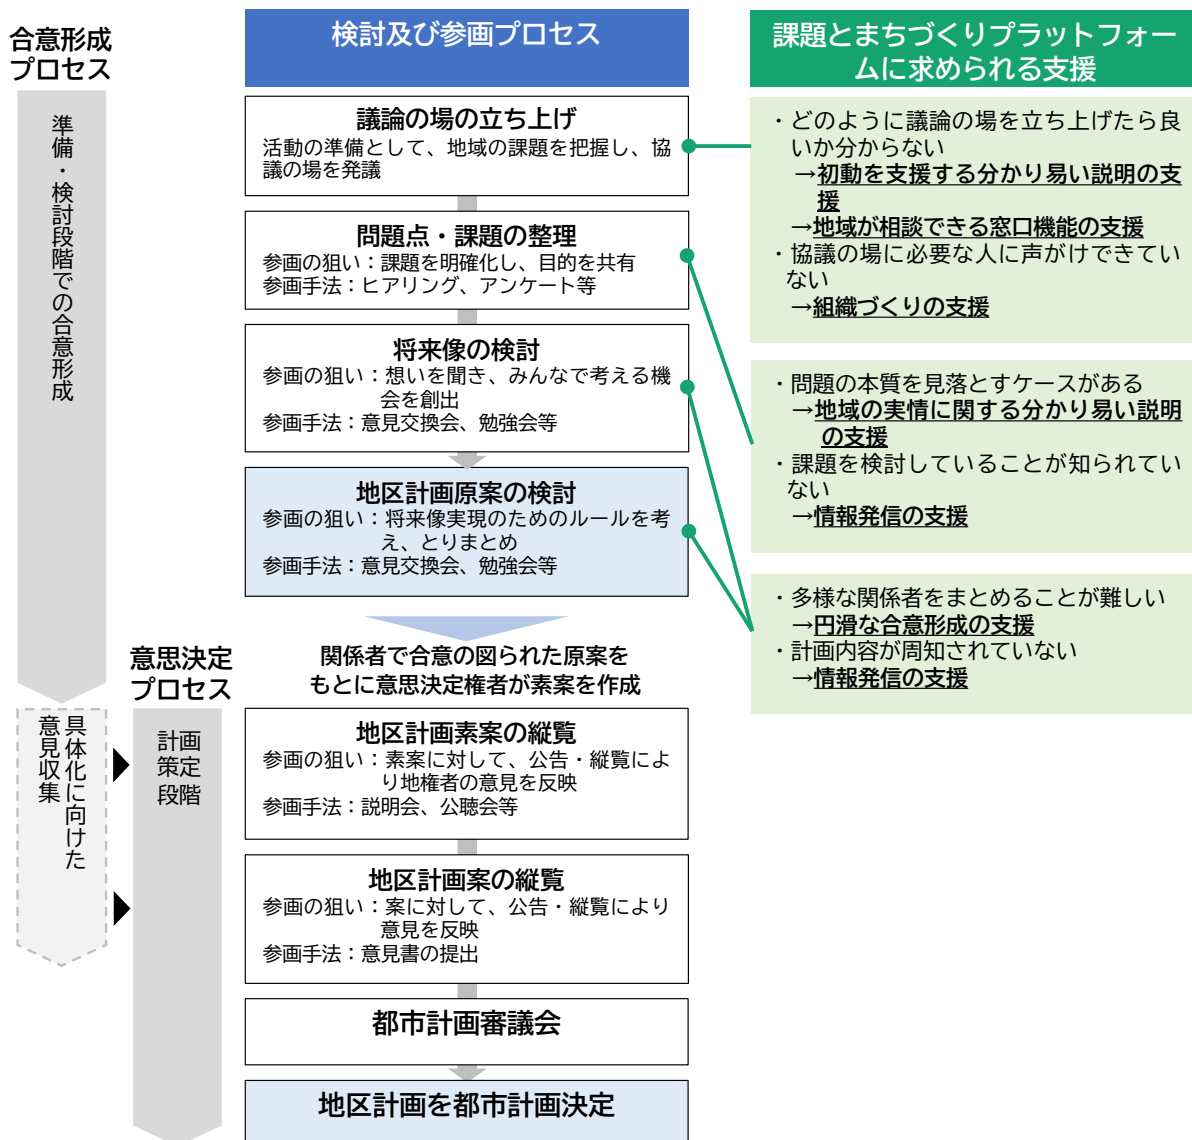 合意形成
プロセス
準備・検討段階での合意形成
具体化に向けた
意見収集
意思決定
プロセス
計画
策定
段階
検討及び参画プロセス
議論の場の立ち上げ
活動の準備として、地域の課題を把握し、協
議の場を発議
問題点・課題の整理
参画の狙い：課題を明確化し、目的を共有
参画手法：ヒアリング、アンケート等
将来像の検討
参画の狙い：想いを聞き、みんなで考える機
会を創出
参画手法：意見交換会、勉強会等
地区計画原案の検討
参画の狙い：将来像実現のためのルールを考
え、とりまとめ
参画手法：意見交換会、勉強会等
関係者で合意の図られた原案を
もとに意思決定権者が素案を作成
地区計画素案の縦覧
参画の狙い：素案に対して、公告・縦覧によ
り地権者の意見を反映
参画手法：説明会、公聴会等
地区計画案の縦覧
参画の狙い：案に対して、公告・縦覧により
意見を反映
参画手法：意見書の提出
都市計画審議会
地区計画を都市計画決定
課題とまちづくりプラットフォー
ムに求められる支援
・どのように議論の場を立ち上げたら良
いか分からない
→初動を支援する分かり易い説明の支
援
→地域が相談できる窓口機能の支援
・協議の場に必要な人に声がけできてい
ない
→組織づくりの支援
・問題の本質を見落とすケースがある
→地域の実情に関する分かり易い説明
の支援
・課題を検討していることが知られてい
ない
→情報発信の支援
・多様な関係者をまとめることが難しい
→円滑な合意形成の支援
・計画内容が周知されていない
→情報発信の支援